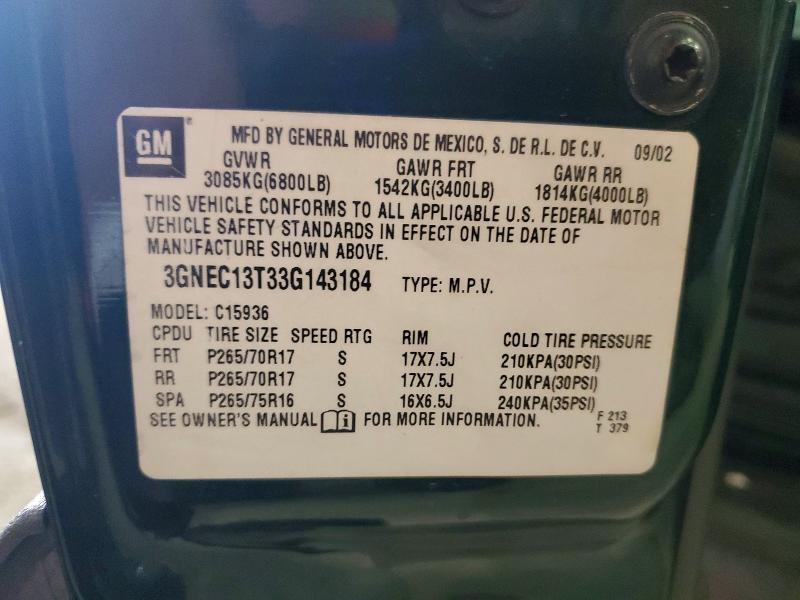 GM ® MFD BY GENERAL MOTORS DE MEXICO, S. DE R.L. DE C.V. 09/02
GVWR GAWR FRT GAWR RR
3085KG(6800LB) 1542KG(3400LB) 1814KG(4000LB)
THIS VEHICLE CONFORMS TO ALL APPLICABLE U.S. FEDERAL MOTOR
VEHICLE SAFETY STANDARDS IN EFFECT ON THE DATE OF
MANUFACTURE SHOWN ABOVE.
3GNEC13T33G143184 TYPE: M.P.V.
MODEL: C15936
CPDU TIRE SIZE SPEED RTG RIM COLD TIRE PRESSURE
FRT P265/70R17 S 17X7.5J 210KPA(30PSI)
RR P265/70R17 S 17X7.5J 210KPA(30PSI)
SPA P265/75R16 S 16X6.5J 240KPA(35PSI)
SEE OWNER'S MANUAL i FOR MORE INFORMATION. F 213
T 379